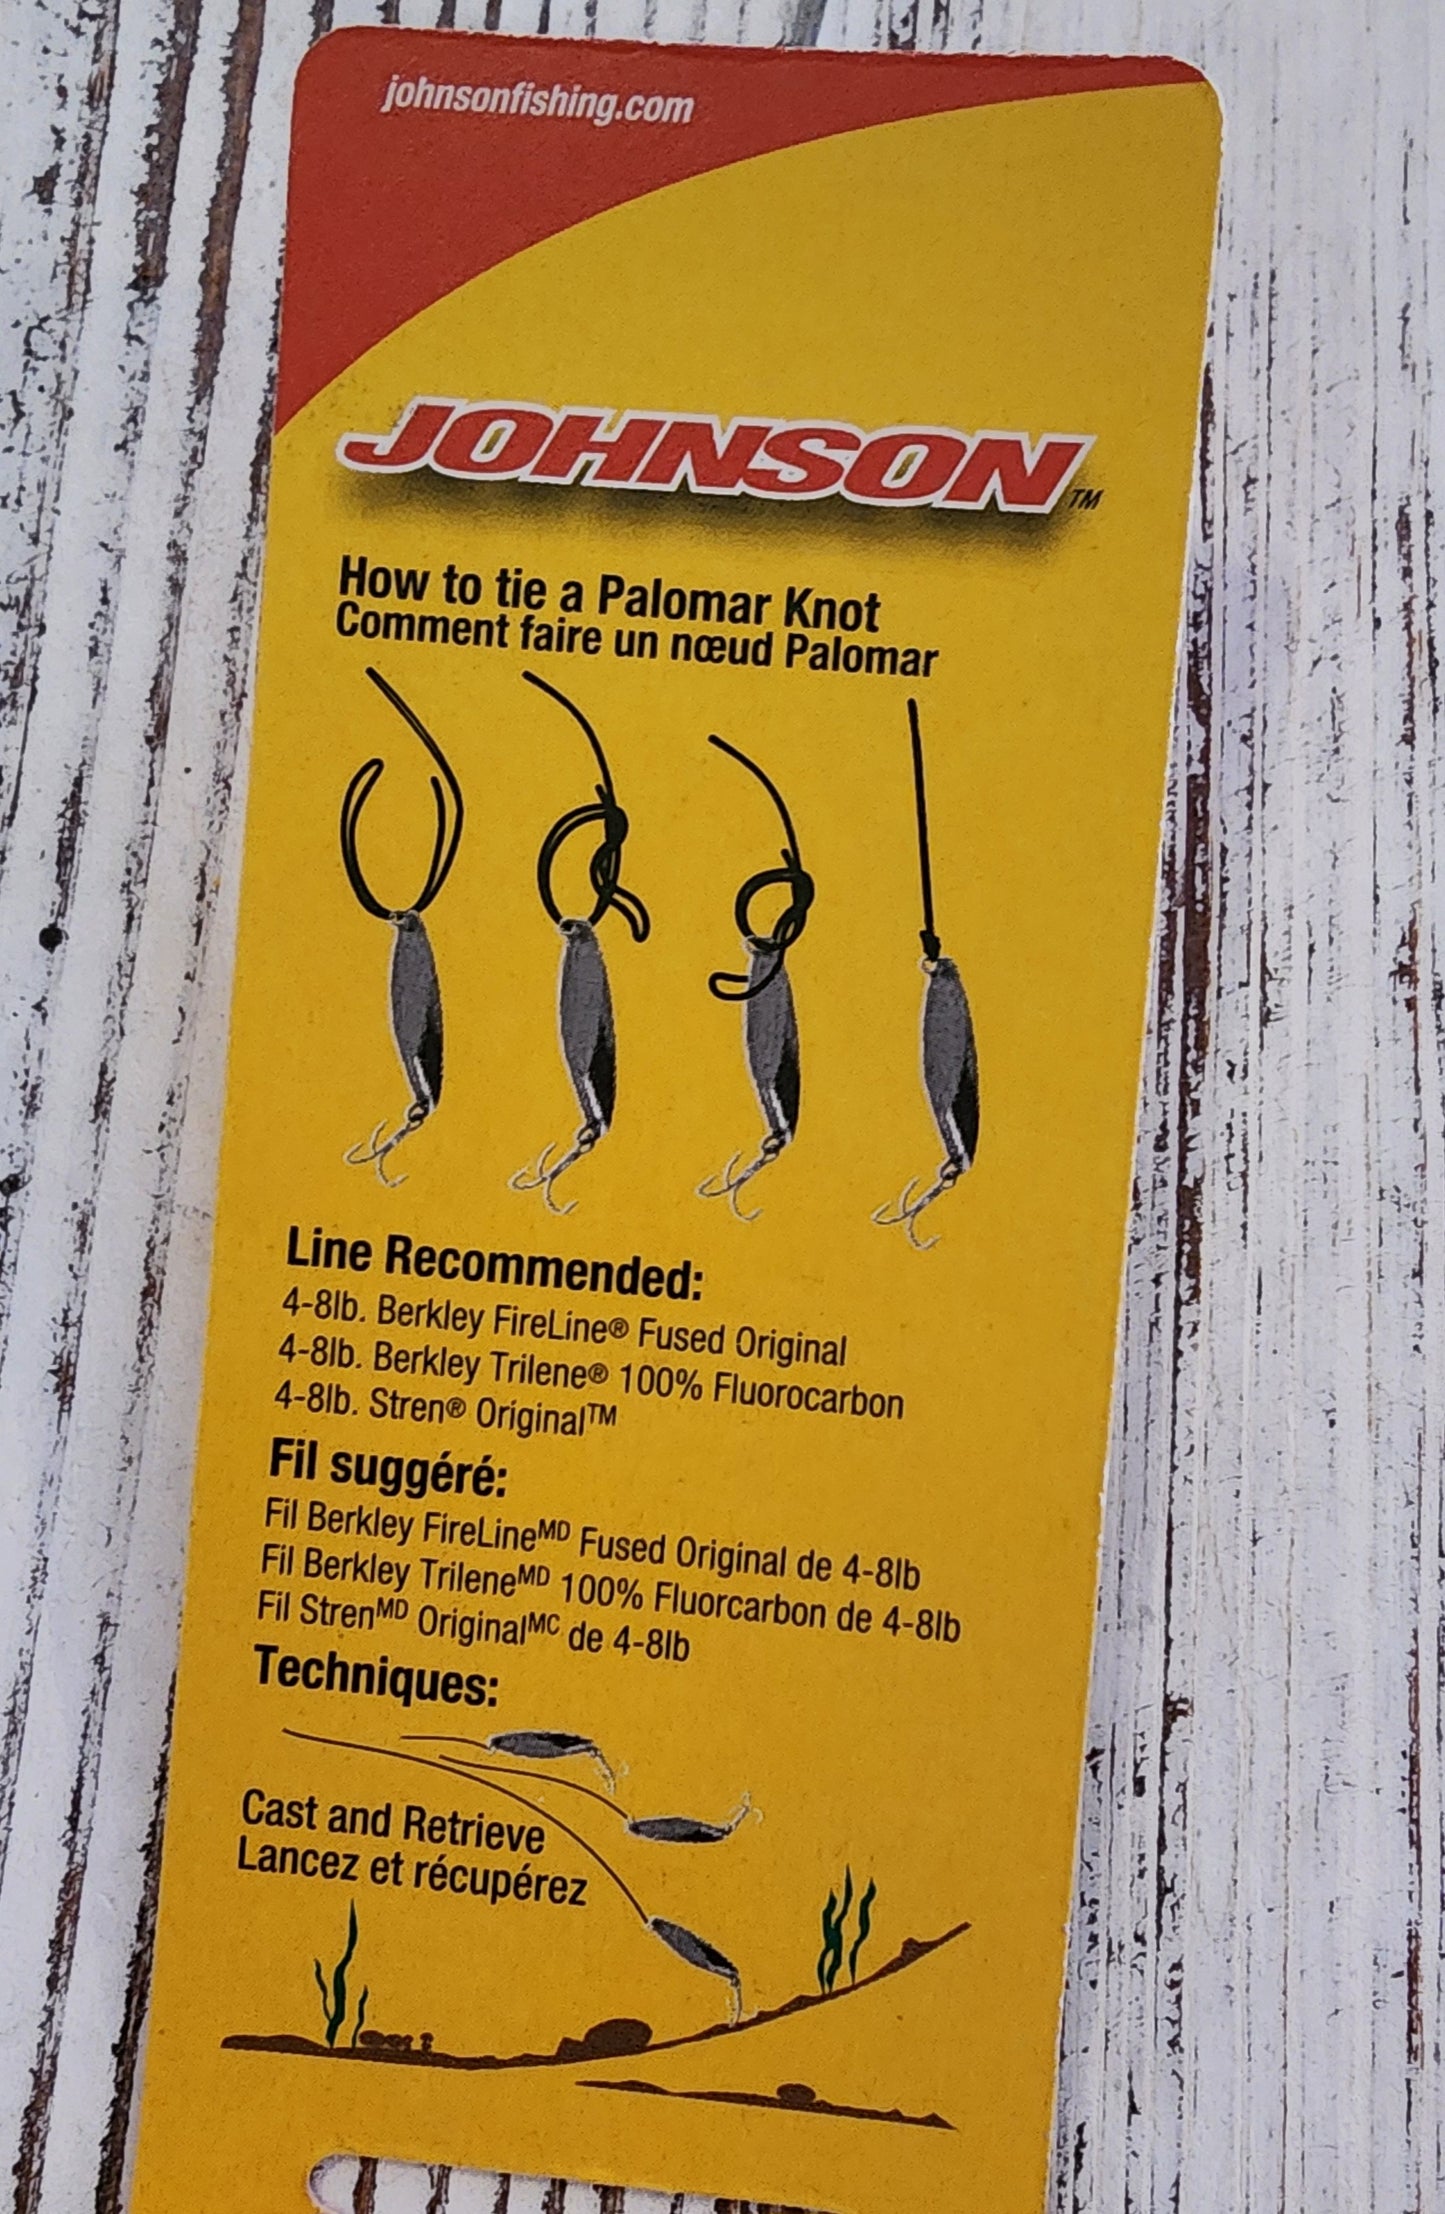 johnsonfishing.com
JOHNSON™
How to tie a Palomar Knot
Comment faire un nœud Palomar
Line Recommended:
4-8lb. Berkley FireLine® Fused Original
4-8lb. Berkley Trilene® 100% Fluorocarbon
4-8lb. Stren® Original™
Fil suggéré:
Fil Berkley FireLineᴹᴰ Fused Original de 4-8lb
Fil Berkley Trileneᴹᴰ 100% Fluorcarbon de 4-8lb
Fil Strenᴹᴰ Originalᴹᶜ de 4-8lb
Techniques:
Cast and Retrieve
Lancez et récupérez